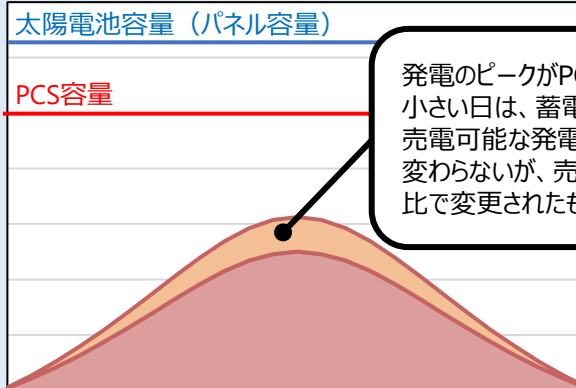 太陽電池容量（パネル容量）
PCS容量
発電のピークがPC
小さい日は、蓄電
売電可能な発電
変わらないが、売
比で変更されたも